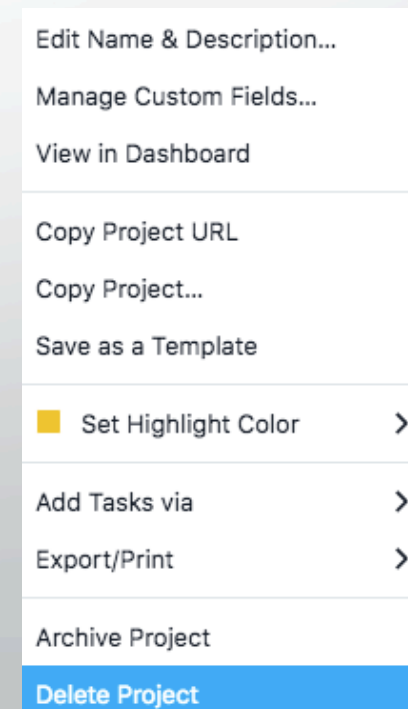 Edit Name & Description...
Manage Custom Fields...
View in Dashboard
Copy Project URL
Copy Project...
Save as a Template
Set Highlight Color
Add Tasks via
Export/Print
Archive Project
Delete Project